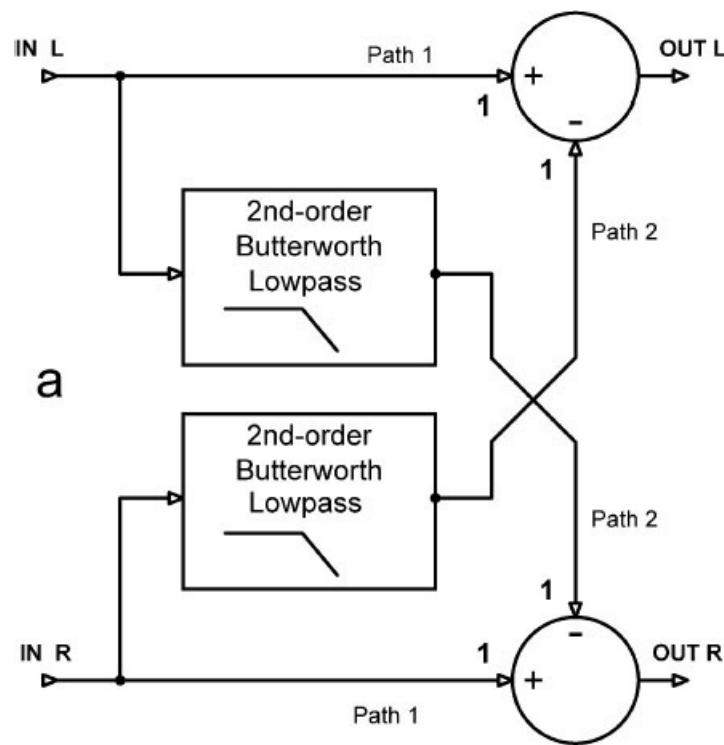 IN L
Path 1
OUT L
+
1
-
1
2nd-order
Butterworth
Lowpass
Path 2
a
2nd-order
Butterworth
Lowpass
Path 2
1
-
IN R
1
+
OUT R
Path 1